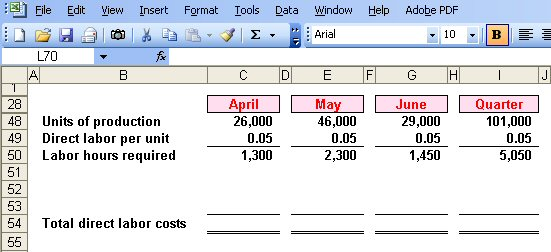 File Edit View Insert Format Tools Data Window Help Adobe PDF
Σ Arial 10 B
L70 fx
A B C D E F G H I J
1
28 April May June Quarter
48 Units of production 26,000 46,000 29,000 101,000
49 Direct labor per unit 0.05 0.05 0.05 0.05
50 Labor hours required 1,300 2,300 1,450 5,050
51
52
53
54 Total direct labor costs
55